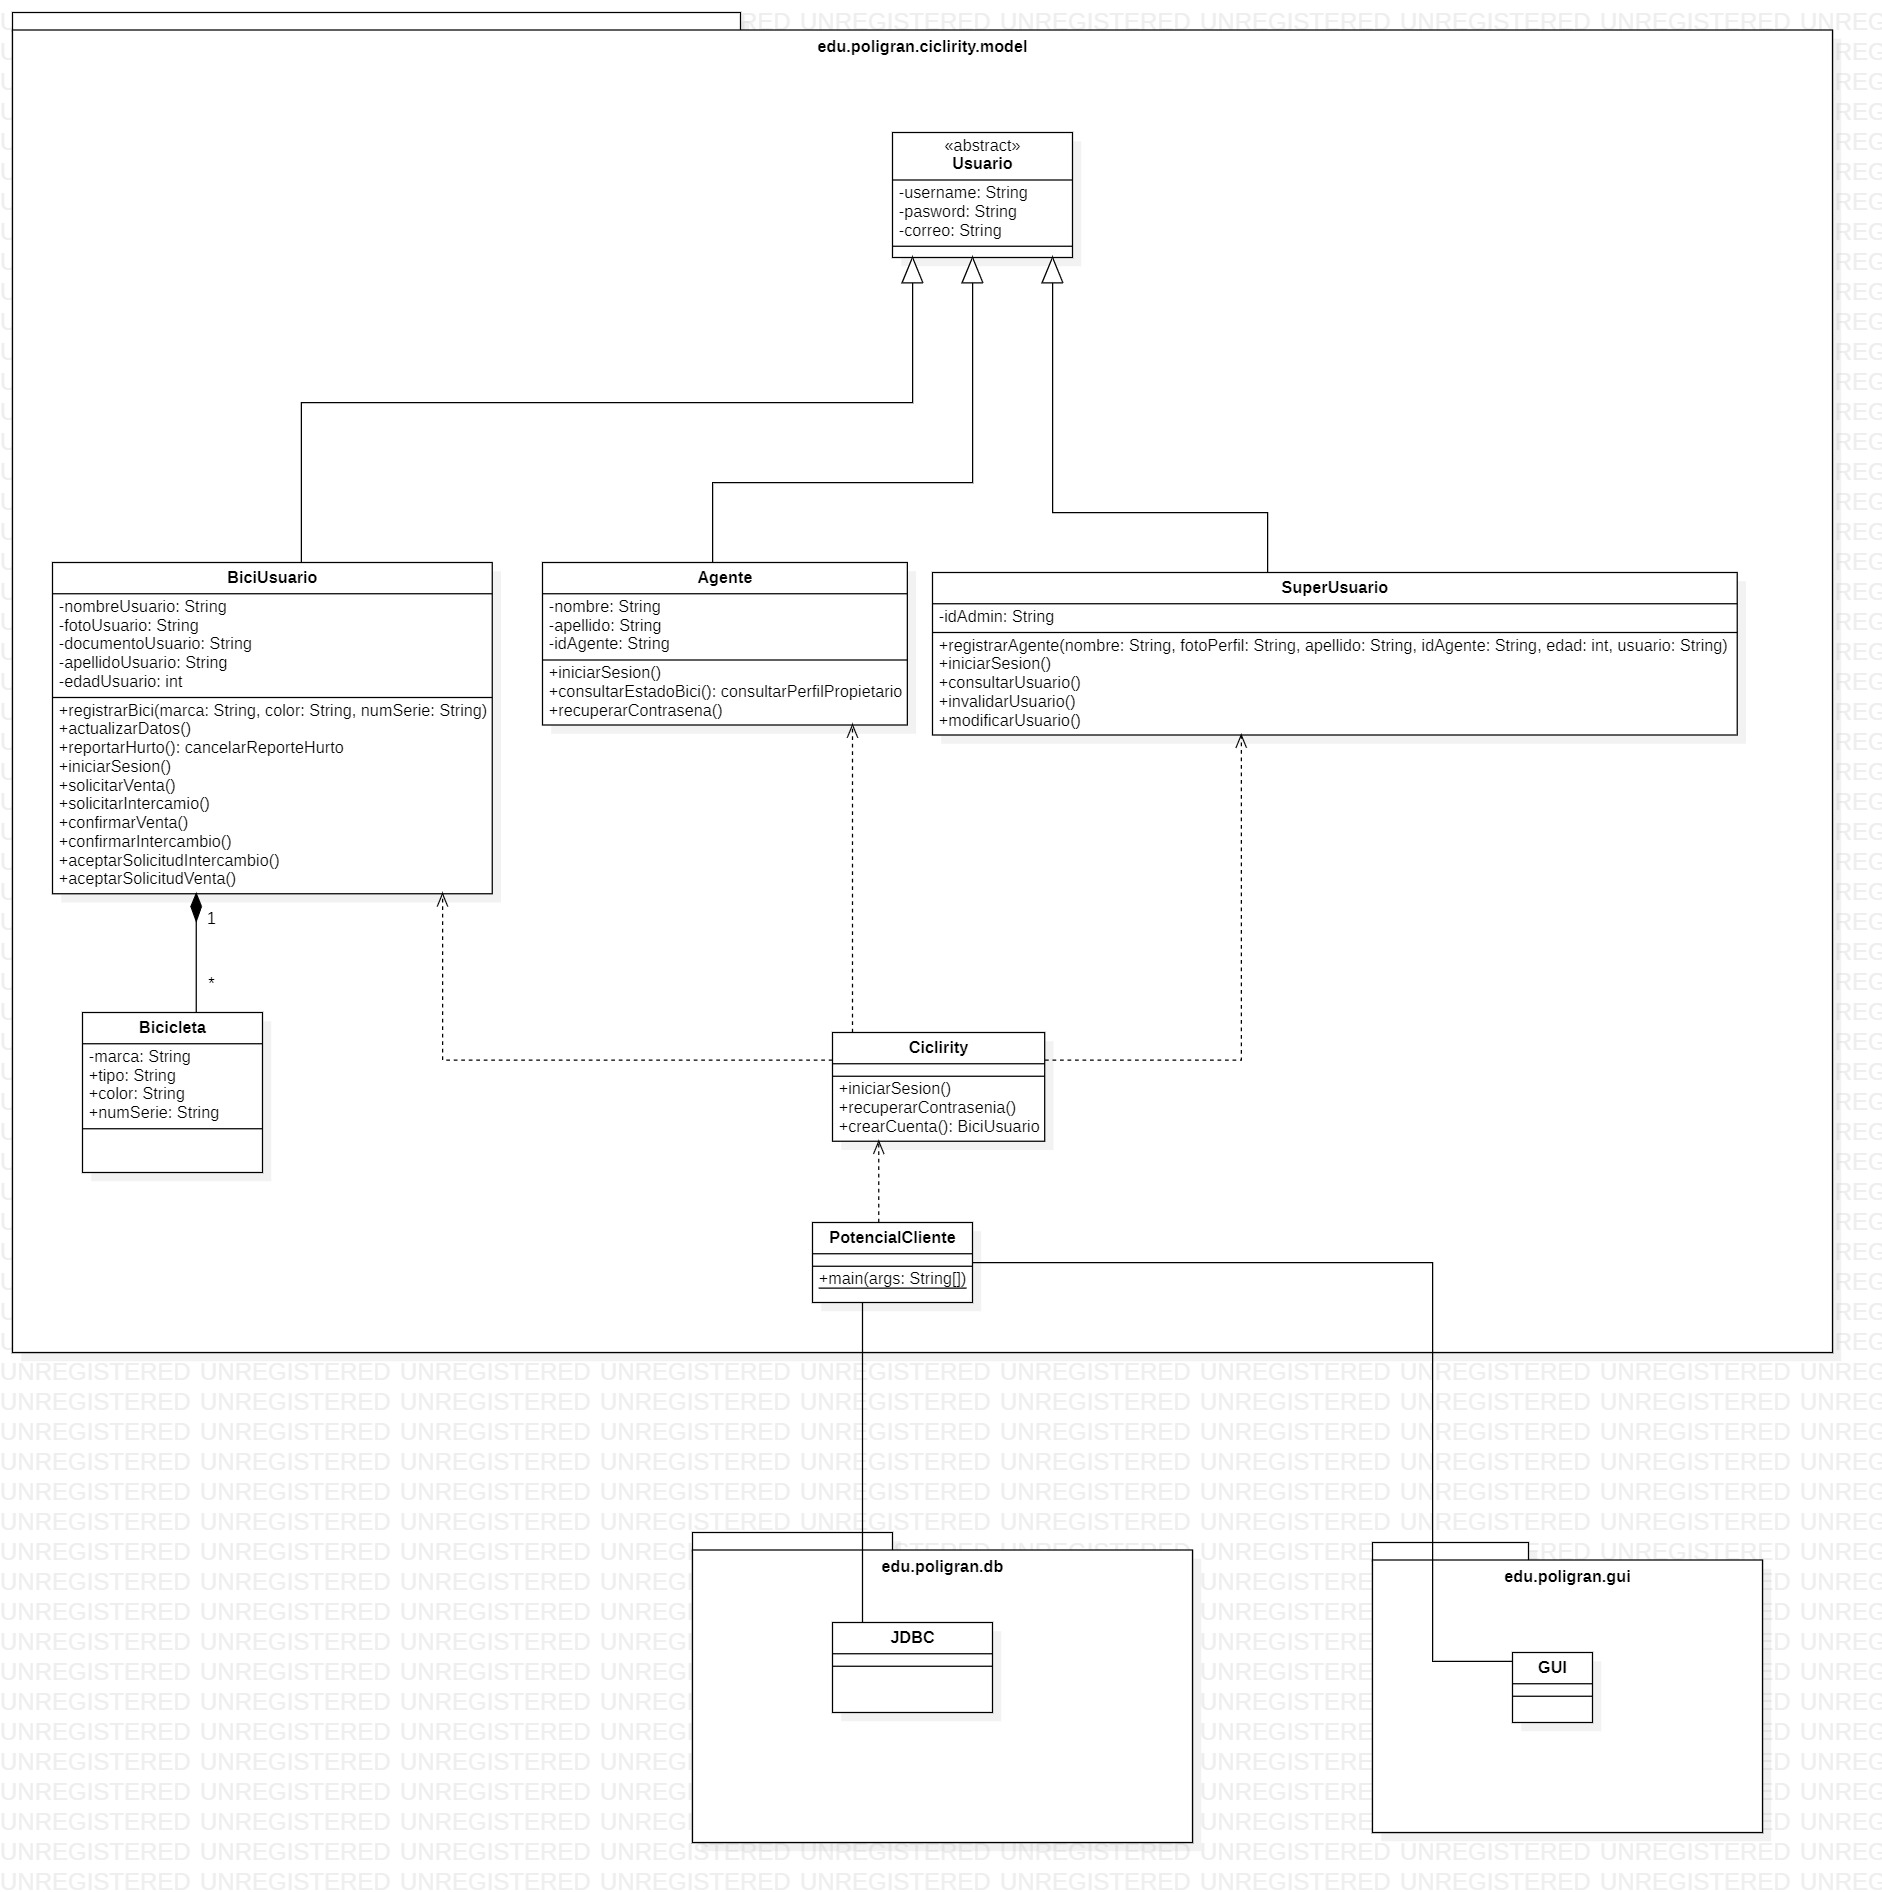 edu.poligran.ciclirity.model
«abstract»
Usuario
-username: String
-pasword: String
-correo: String
BiciUsuario
-nombreUsuario: String
-fotoUsuario: String
-documentoUsuario: String
-apellidoUsuario: String
-edadUsuario: int
+registrarBici(marca: String, color: String, numSerie: String)
+actualizarDatos()
+reportarHurto(): cancelarReporteHurto
+iniciarSesion()
+solicitarVenta()
+solicitarIntercamio()
+confirmarVenta()
+confirmarIntercambio()
+aceptarSolicitudIntercambio()
+aceptarSolicitudVenta()
Agente
-nombre: String
-apellido: String
-idAgente: String
+iniciarSesion()
+consultarEstadoBici(): consultarPerfilPropietario
+recuperarContrasena()
SuperUsuario
-idAdmin: String
+registrarAgente(nombre: String, fotoPerfil: String, apellido: String, idAgente: String, edad: int, usuario: String)
+iniciarSesion()
+consultarUsuario()
+invalidarUsuario()
+modificarUsuario()
1
*
Bicicleta
-marca: String
+tipo: String
+color: String
+numSerie: String
Ciclirity
+iniciarSesion()
+recuperarContrasenia()
+crearCuenta(): BiciUsuario
PotencialCliente
+main(args: String[])
edu.poligran.db
JDBC
edu.poligran.gui
GUI
UNREGISTERED UNREGISTERED UNREGISTERED UNREGISTERED UNREGISTERED UNREGISTERED UNREGISTERED UNREGISTERED UNREGISTERED